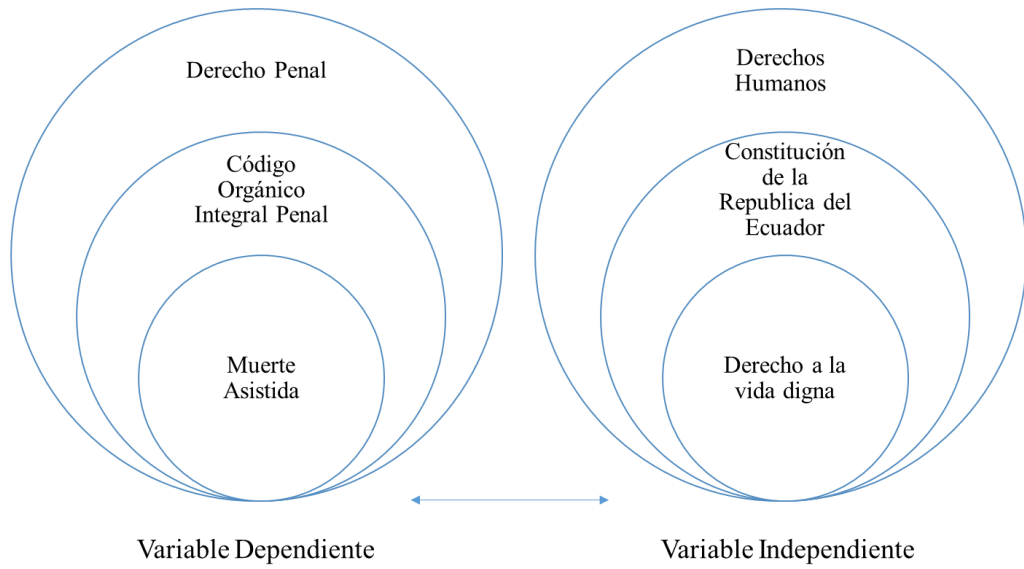 Derecho Penal
Código
Orgánico
Integral Penal
Muerte
Asistida
Variable Dependiente
Derechos
Humanos
Constitución
de la
Republica del
Ecuador
Derecho a la
vida digna
Variable Independiente